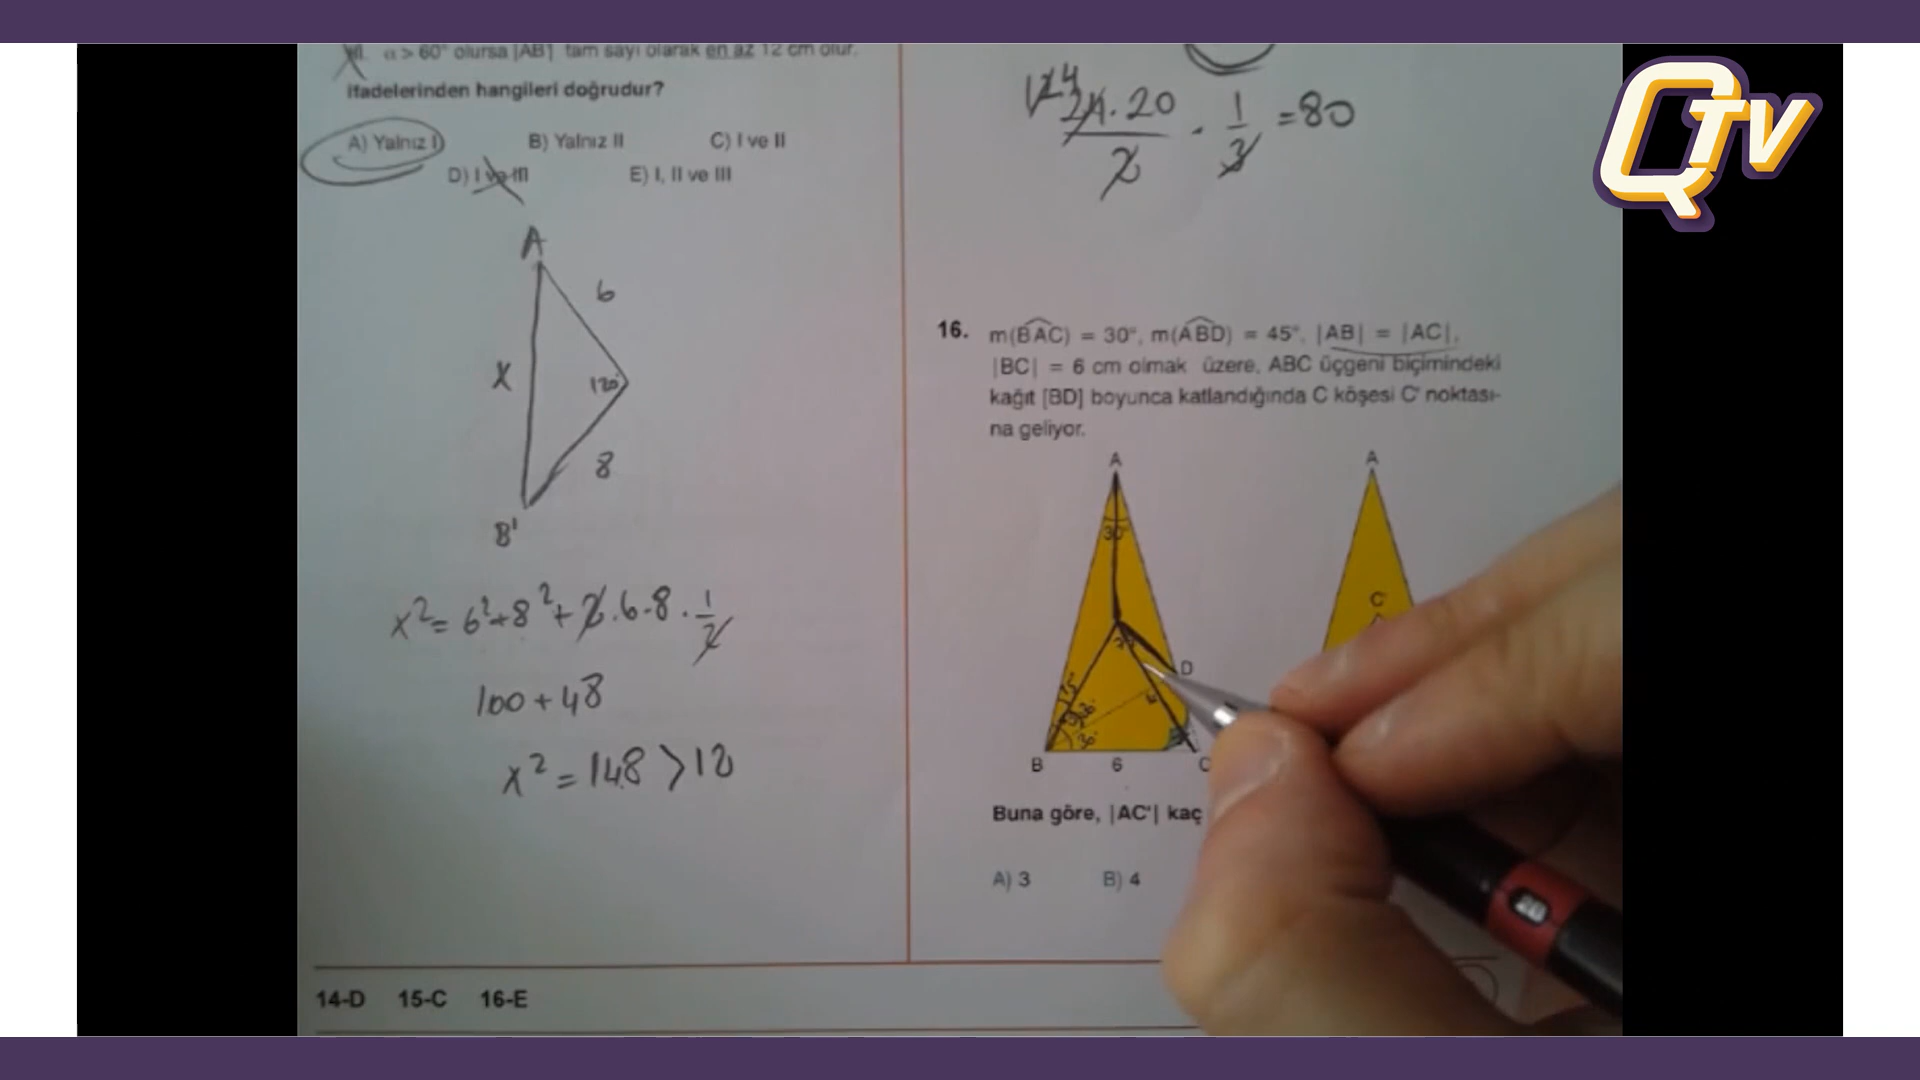 α > 60° olursa |AB'| tam sayı olarak en az 12 cm olur.
ifadelerinden hangileri doğrudur?
A) Yalnız I
B) Yalnız II
C) I ve II
D) I ve III
E) I, II ve III
A
6
X
120°
8
B'
x² = 6² + 8² + 2 . 6 - 8 . 1/2
100 + 48
x² = 148 > 12
24 . 20 / 2 . 1/3 = 80
QTV
16. m(BAC) = 30°, m(ABD) = 45°, |AB| = |AC|,
|BC| = 6 cm olmak üzere, ABC üçgeni biçimindeki
kağıt [BD] boyunca katlandığında C köşesi C' noktası-
na geliyor.
A
30°
D
30°
B
6
C
A
C'
Buna göre, |AC'| kaç
A) 3
B) 4
2B
14-D 15-C 16-E